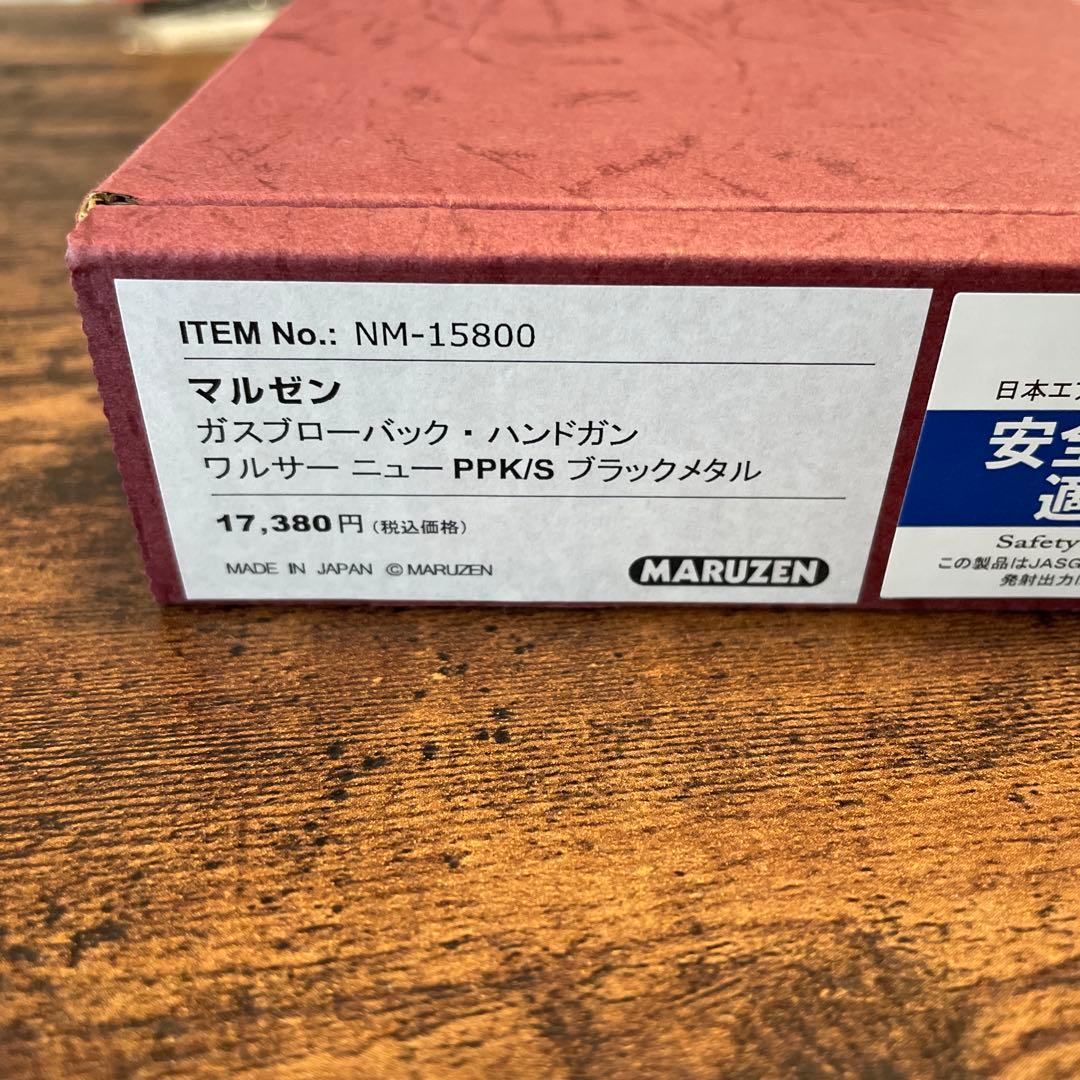 ITEM No.: NM-15800
マルゼン
ガスブローバック・ハンドガン
ワルサー ニュー PPK/S ブラックメタル
17,380円(税込価格)
MADE IN JAPAN ©MARUZEN
MARUZEN
日本エア
安全
適
Safety
この製品はJASG
発射出力